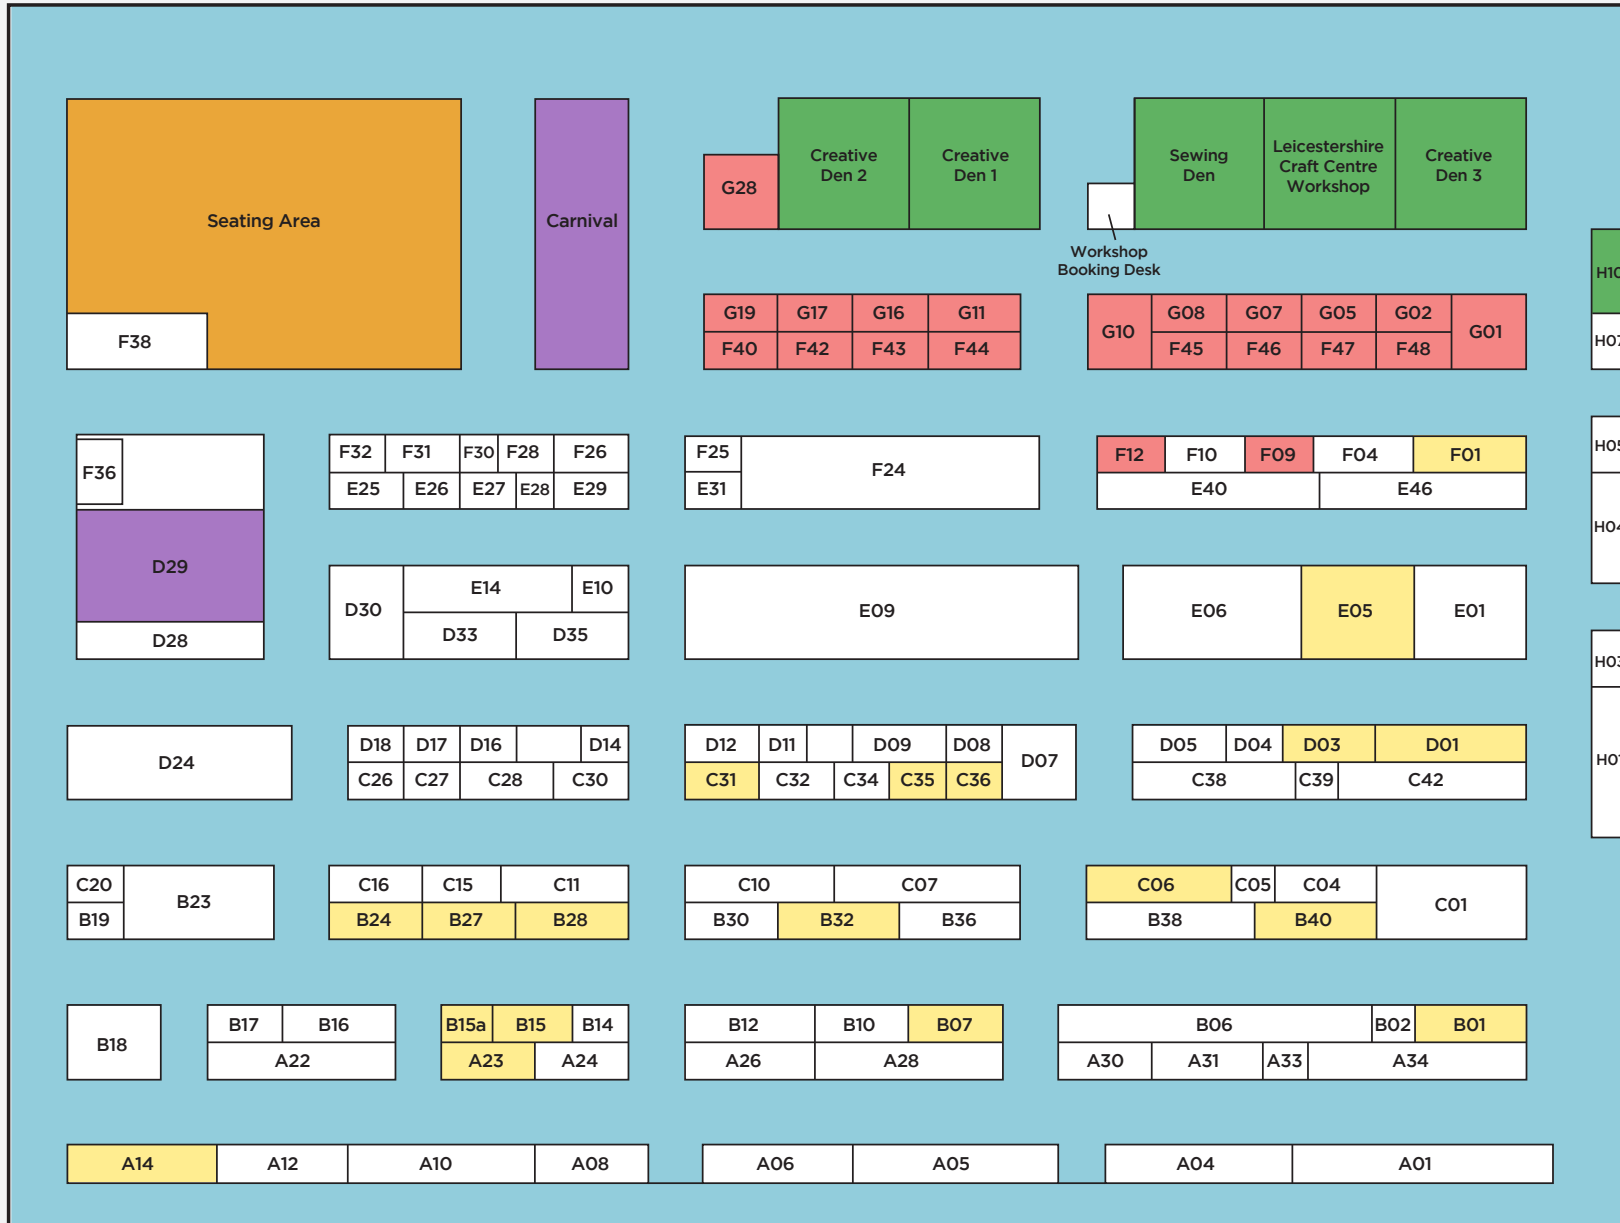 Seating Area
Carnival
G28
Creative
Den 2
Creative
Den 1
Sewing
Den
Leicestershire
Craft Centre
Workshop
Creative
Den 3
Workshop
Booking Desk
H10
F38
G19 G17 G16 G11
F40 F42 F43 F44
G10
G08 G07 G05 G02
F45 F46 F47 F48
G01
H07
F36
F32 F31 F30 F28 F26
E25 E26 E27 E28 E29
F25
E31
F24
F12 F10 F09 F04 F01
E40 E46
H05
H04
D29
D28
D30
E14 E10
D33 D35
E09
E06 E05 E01
H03
D24
D18 D17 D16 D14
C26 C27 C28 C30
D12 D11 D09 D08
C31 C32 C34 C35 C36
D07
D05 D04 D03 D01
C38 C39 C42
H01
C20
B19
B23
C16 C15 C11
B24 B27 B28
C10 C07
B30 B32 B36
C06 C05 C04
B38 B40
C01
B18
B17 B16
A22
B15a B15 B14
A23 A24
B12 B10 B07
A26 A28
B06 B02 B01
A30 A31 A33 A34
A14 A12 A10 A08
A06 A05
A04 A01